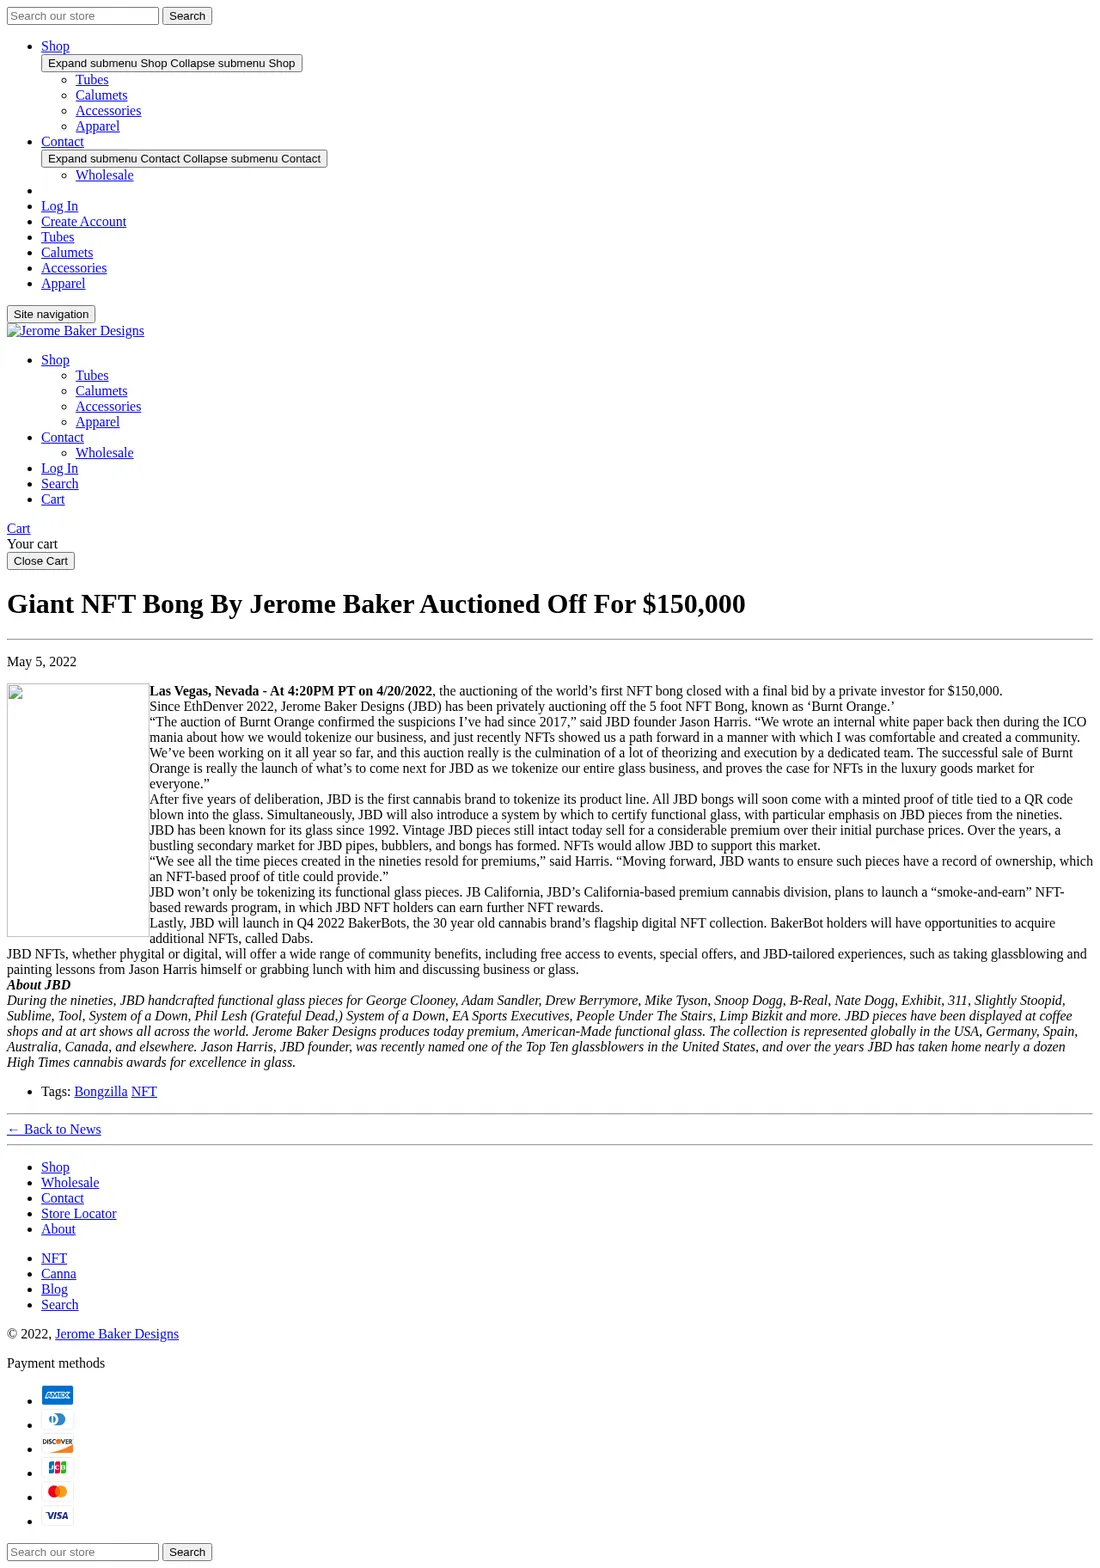 Search our store Search
Shop
Expand submenu Shop Collapse submenu Shop
Tubes
Calumets
Accessories
Apparel
Contact
Expand submenu Contact Collapse submenu Contact
Wholesale
Log In
Create Account
Tubes
Calumets
Accessories
Apparel
Site navigation
Jerome Baker Designs
Shop
Tubes
Calumets
Accessories
Apparel
Contact
Wholesale
Log In
Search
Cart
Cart
Your cart
Close Cart
Giant NFT Bong By Jerome Baker Auctioned Off For $150,000
May 5, 2022
Las Vegas, Nevada - At 4:20PM PT on 4/20/2022, the auctioning of the world’s first NFT bong closed with a final bid by a private investor for $150,000.
Since EthDenver 2022, Jerome Baker Designs (JBD) has been privately auctioning off the 5 foot NFT Bong, known as ‘Burnt Orange.’
“The auction of Burnt Orange confirmed the suspicions I’ve had since 2017,” said JBD founder Jason Harris. “We wrote an internal white paper back then during the ICO
mania about how we would tokenize our business, and just recently NFTs showed us a path forward in a manner with which I was comfortable and created a community.
We’ve been working on it all year so far, and this auction really is the culmination of a lot of theorizing and execution by a dedicated team. The successful sale of Burnt
Orange is really the launch of what’s to come next for JBD as we tokenize our entire glass business, and proves the case for NFTs in the luxury goods market for
everyone.”
After five years of deliberation, JBD is the first cannabis brand to tokenize its product line. All JBD bongs will soon come with a minted proof of title tied to a QR code
blown into the glass. Simultaneously, JBD will also introduce a system by which to certify functional glass, with particular emphasis on JBD pieces from the nineties.
JBD has been known for its glass since 1992. Vintage JBD pieces still intact today sell for a considerable premium over their initial purchase prices. Over the years, a
bustling secondary market for JBD pipes, bubblers, and bongs has formed. NFTs would allow JBD to support this market.
“We see all the time pieces created in the nineties resold for premiums,” said Harris. “Moving forward, JBD wants to ensure such pieces have a record of ownership, which
an NFT-based proof of title could provide.”
JBD won’t only be tokenizing its functional glass pieces. JB California, JBD’s California-based premium cannabis division, plans to launch a “smoke-and-earn” NFT-
based rewards program, in which JBD NFT holders can earn further NFT rewards.
Lastly, JBD will launch in Q4 2022 BakerBots, the 30 year old cannabis brand’s flagship digital NFT collection. BakerBot holders will have opportunities to acquire
additional NFTs, called Dabs.
JBD NFTs, whether phygital or digital, will offer a wide range of community benefits, including free access to events, special offers, and JBD-tailored experiences, such as taking glassblowing and
painting lessons from Jason Harris himself or grabbing lunch with him and discussing business or glass.
About JBD
During the nineties, JBD handcrafted functional glass pieces for George Clooney, Adam Sandler, Drew Berrymore, Mike Tyson, Snoop Dogg, B-Real, Nate Dogg, Exhibit, 311, Slightly Stoopid,
Sublime, Tool, System of a Down, Phil Lesh (Grateful Dead,) System of a Down, EA Sports Executives, People Under The Stairs, Limp Bizkit and more. JBD pieces have been displayed at coffee
shops and at art shows all across the world. Jerome Baker Designs produces today premium, American-Made functional glass. The collection is represented globally in the USA, Germany, Spain,
Australia, Canada, and elsewhere. Jason Harris, JBD founder, was recently named one of the Top Ten glassblowers in the United States, and over the years JBD has taken home nearly a dozen
High Times cannabis awards for excellence in glass.
Tags: Bongzilla NFT
← Back to News
Shop
Wholesale
Contact
Store Locator
About
NFT
Canna
Blog
Search
© 2022, Jerome Baker Designs
Payment methods
AMEX
DISCOVER
JCB
VISA
Search our store Search